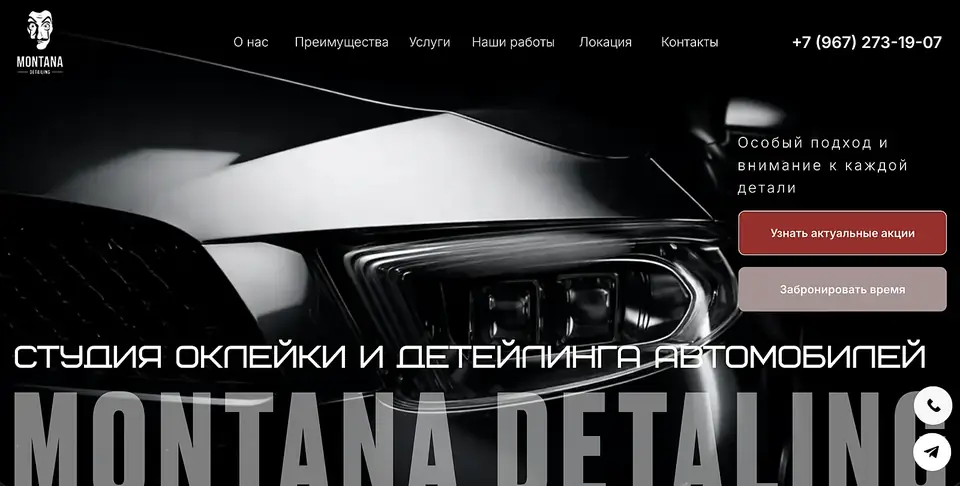 MONTANA
DETAILING
О нас
Преимущества
Услуги
Наши работы
Локация
Контакты
+7 (967) 273-19-07
Особый подход и
внимание к каждой
детали
Узнать актуальные акции
Забронировать время
СТУДИЯ ОКЛЕЙКИ И ДЕТЕЙЛИНГА АВТОМОБИЛЕЙ
MONTANA DETALING